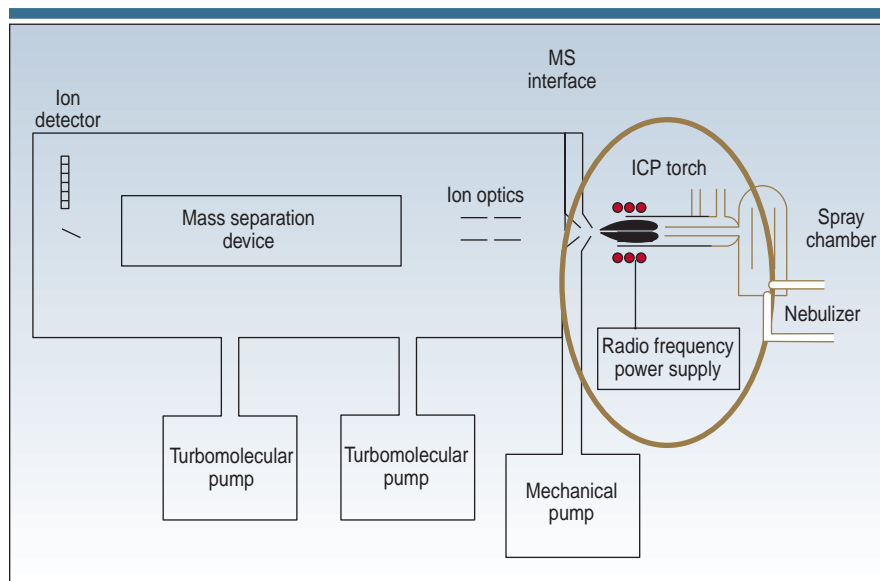 MS
interface
Ion
detector
ICP torch
Ion optics
Mass separation
device
Spray
chamber
Nebulizer
Radio frequency
power supply
Turbomolecular
pump
Turbomolecular
pump
Mechanical
pump